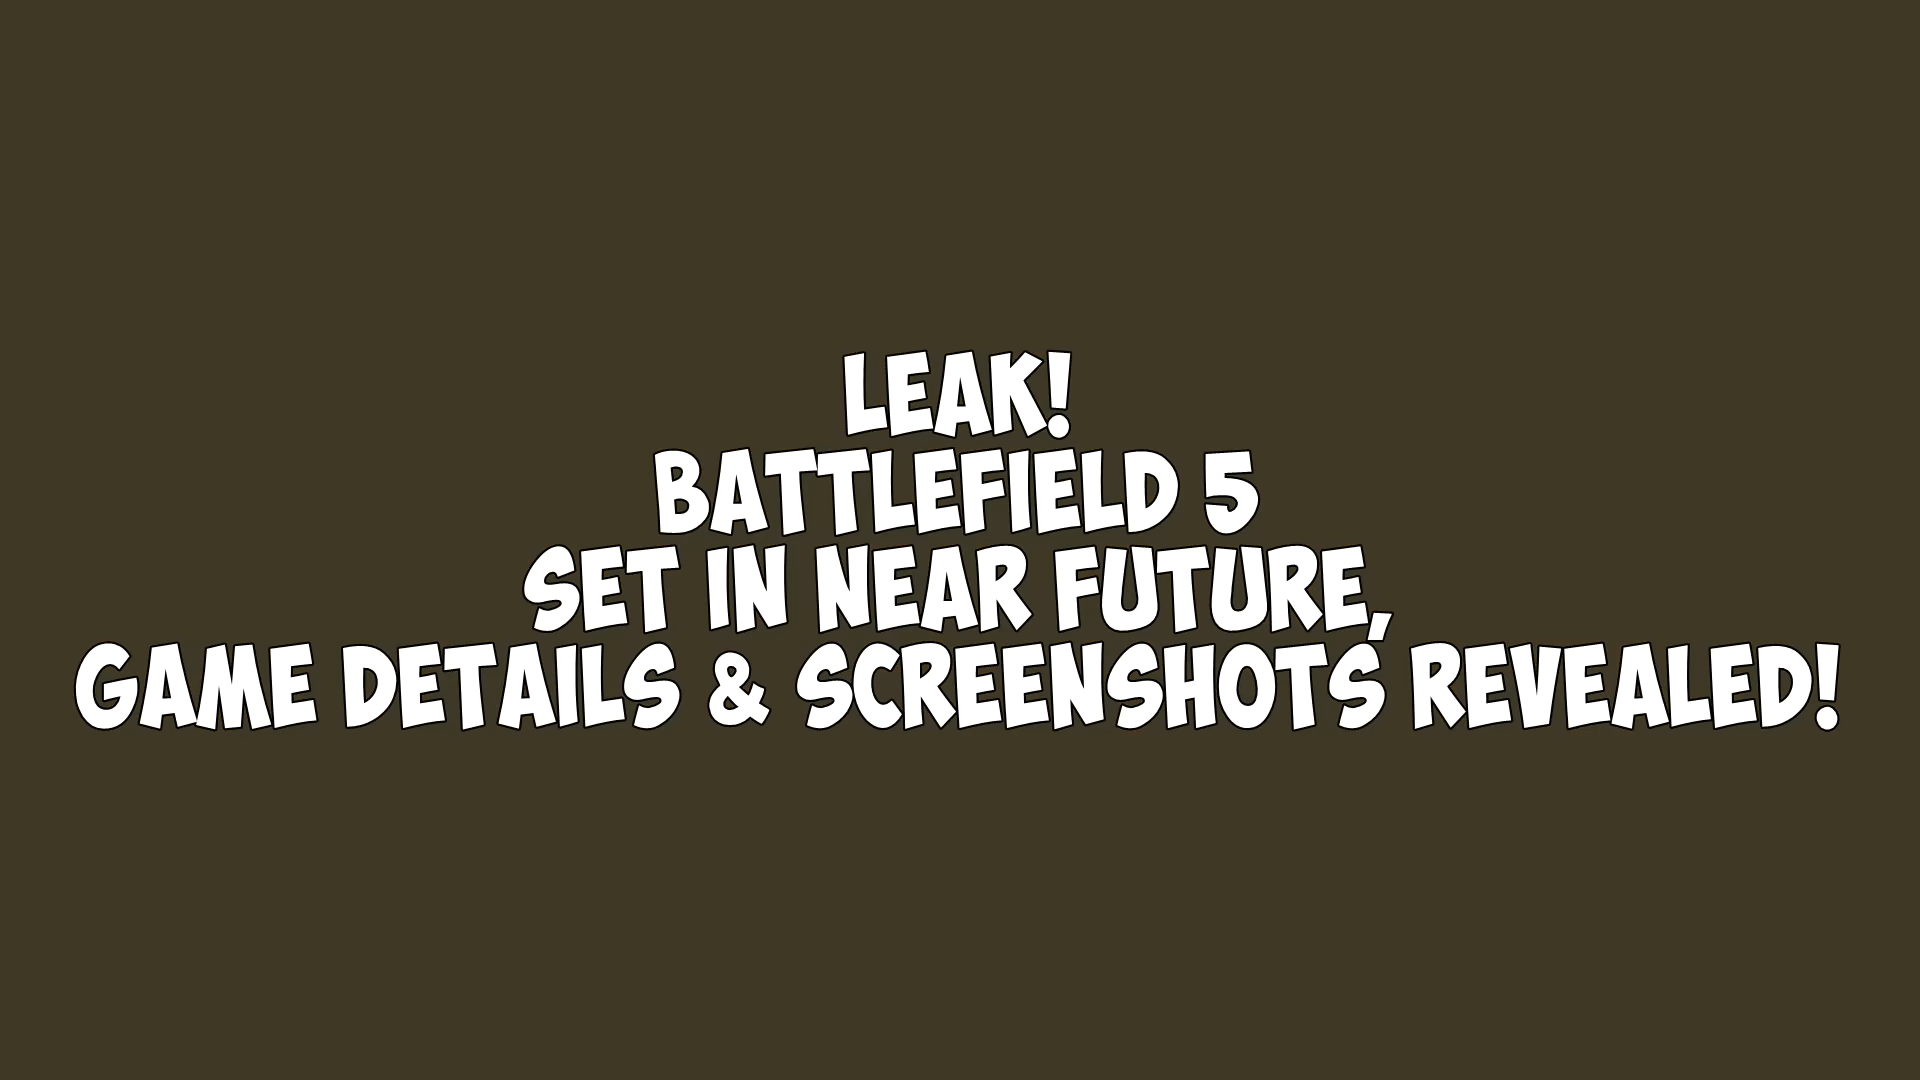 LEAK!
BATTLEFIELD 5
SET IN NEAR FUTURE,
GAME DETAILS & SCREENSHOTS REVEALED!